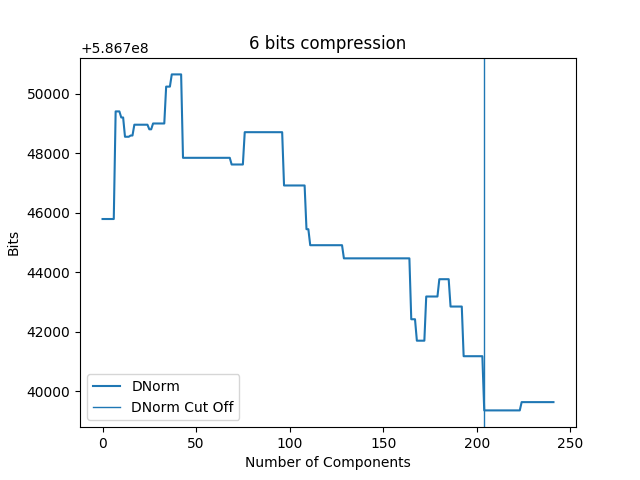 6 bits compression
+5.867e8
50000
48000
46000
44000
42000
40000
Bits
DNorm
DNorm Cut Off
0 50 100 150 200 250
Number of Components